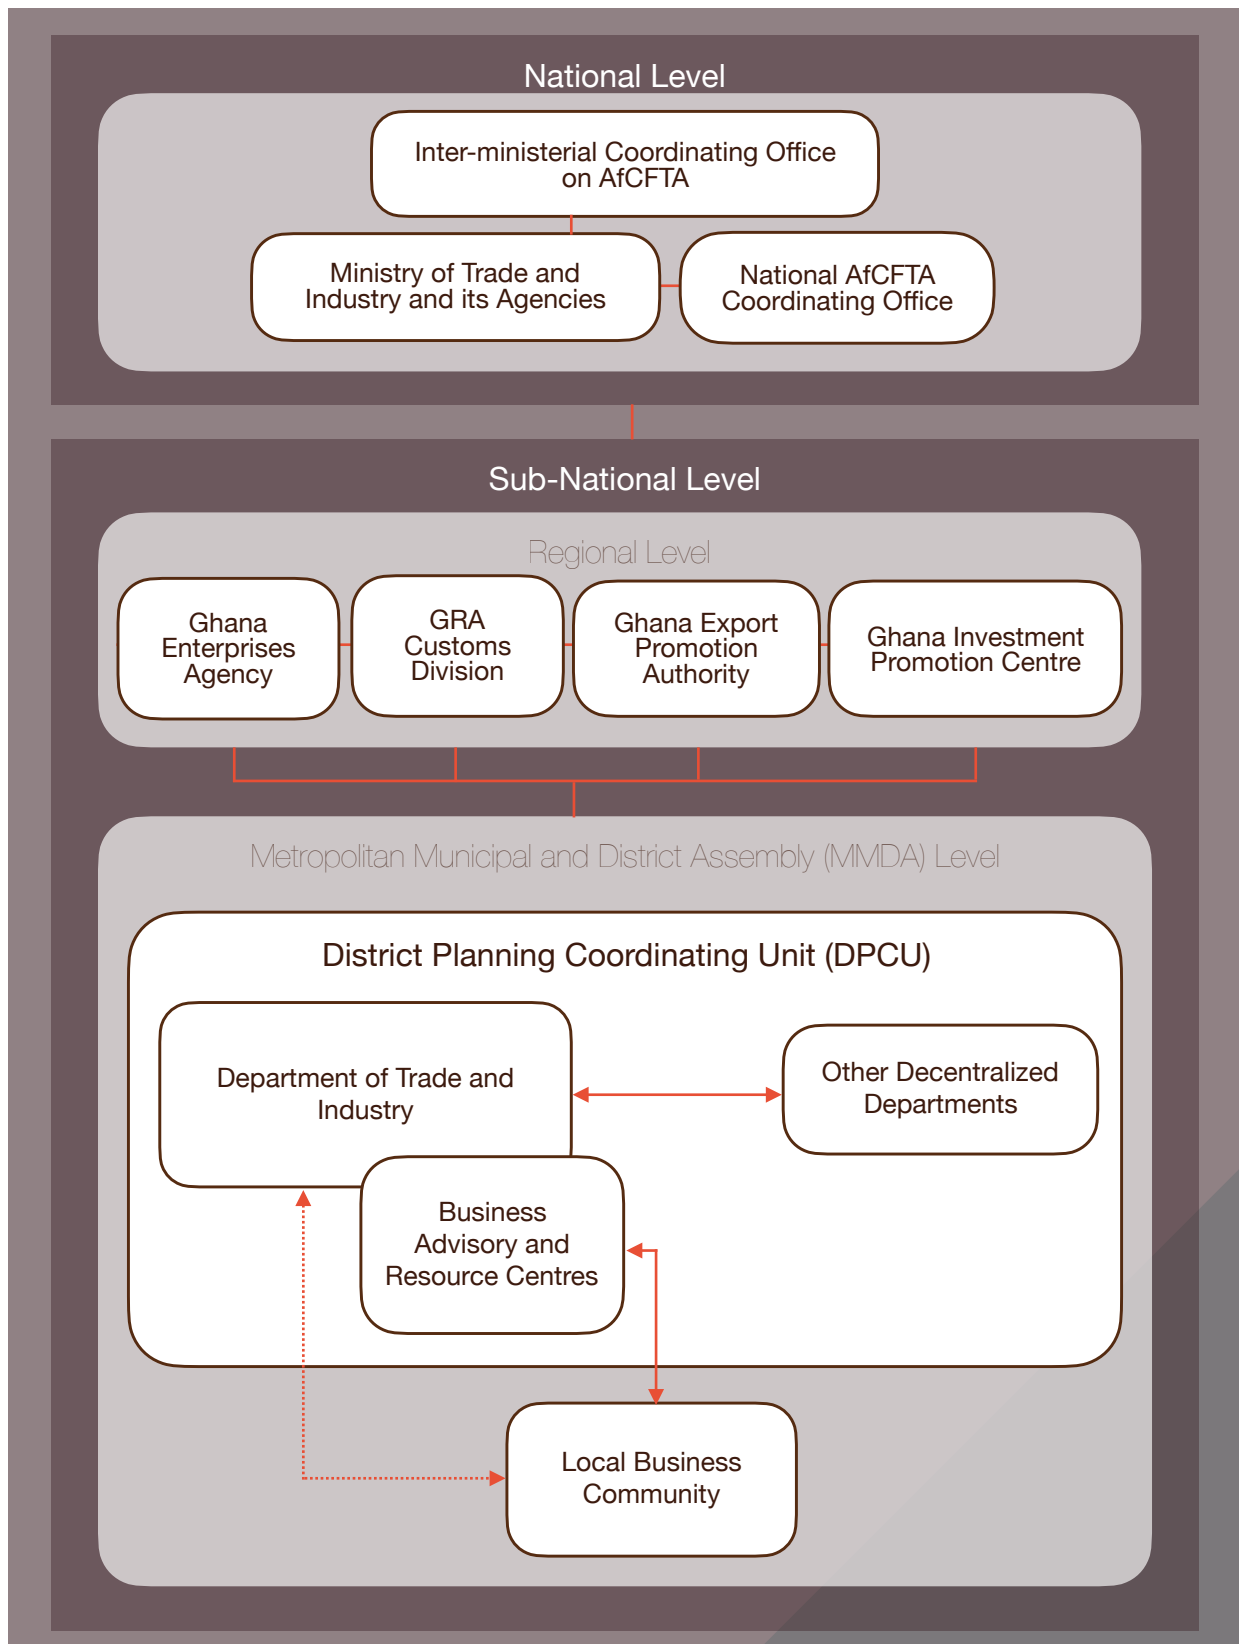 National Level
Inter-ministerial Coordinating Office
on AfCFTA
Ministry of Trade and
Industry and its Agencies
National AfCFTA
Coordinating Office
Sub-National Level
Regional Level
Ghana
Enterprises
Agency
GRA
Customs
Division
Ghana Export
Promotion
Authority
Ghana Investment
Promotion Centre
Metropolitan Municipal and District Assembly (MMDA) Level
District Planning Coordinating Unit (DPCU)
Department of Trade and
Industry
Other Decentralized
Departments
Business
Advisory and
Resource Centres
Local Business
Community